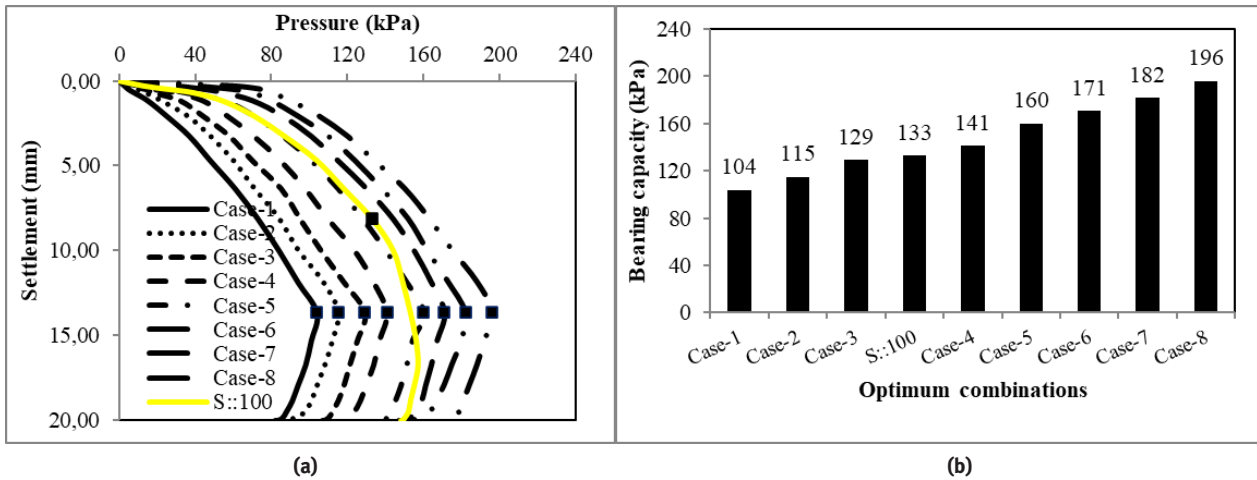 Pressure (kPa)
0 40 80 120 160 200 240
0,00
5,00
10,00
15,00
20,00
Settlement (mm)
Case-1
Case-2
Case-3
Case-4
Case-5
Case-6
Case-7
Case-8
S::100
(a)
240
200
160
120
80
40
0
Bearing capacity (kPa)
104 115 129 133 141 160 171 182 196
Case-1 Case-2 Case-3 S::100 Case-4 Case-5 Case-6 Case-7 Case-8
Optimum combinations
(b)